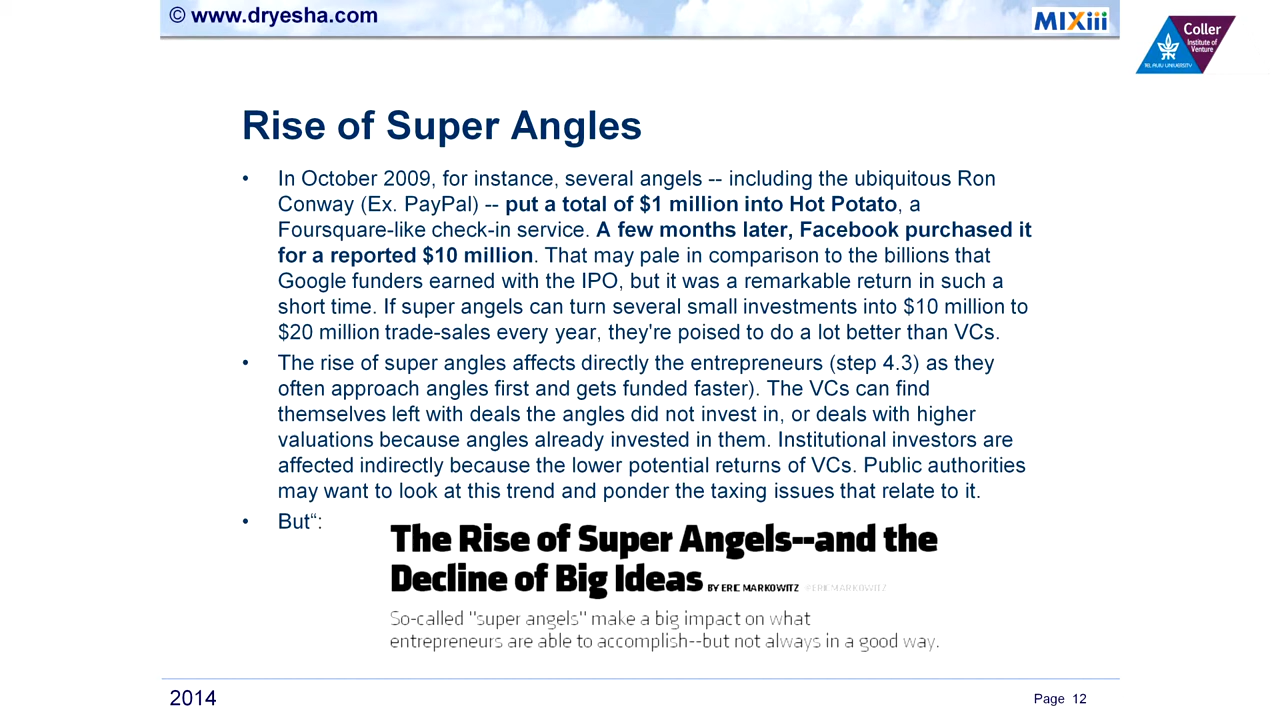 © www.dryesha.com
MIXiii
Coller
Institute of
Venture
TEL AVIV UNIVERSITY
Rise of Super Angles
• In October 2009, for instance, several angels -- including the ubiquitous Ron
Conway (Ex. PayPal) -- put a total of $1 million into Hot Potato, a
Foursquare-like check-in service. A few months later, Facebook purchased it
for a reported $10 million. That may pale in comparison to the billions that
Google funders earned with the IPO, but it was a remarkable return in such a
short time. If super angels can turn several small investments into $10 million to
$20 million trade-sales every year, they're poised to do a lot better than VCs.
• The rise of super angles affects directly the entrepreneurs (step 4.3) as they
often approach angles first and gets funded faster). The VCs can find
themselves left with deals the angles did not invest in, or deals with higher
valuations because angles already invested in them. Institutional investors are
affected indirectly because the lower potential returns of VCs. Public authorities
may want to look at this trend and ponder the taxing issues that relate to it.
• But“:
The Rise of Super Angels--and the
Decline of Big Ideas BY ERIC MARKOWITZ @ERICMARKOWITZ
So-called "super angels" make a big impact on what
entrepreneurs are able to accomplish--but not always in a good way.
2014
Page 12